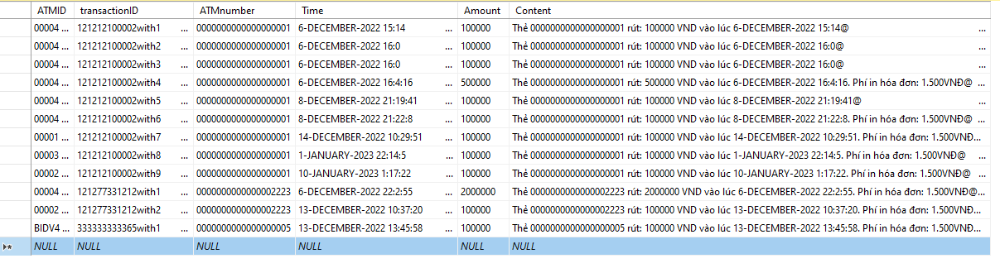 ATMID transactionID ATMnumber Time Amount Content
00004 ... 121212100002with1 ... 0000000000000000001 6-DECEMBER-2022 15:14 ... 100000 Thẻ 0000000000000000001 rút: 100000 VND vào lúc 6-DECEMBER-2022 15:14@ ...
00004 ... 121212100002with2 ... 0000000000000000001 6-DECEMBER-2022 16:0 ... 100000 Thẻ 0000000000000000001 rút: 100000 VND vào lúc 6-DECEMBER-2022 16:0@ ...
00004 ... 121212100002with3 ... 0000000000000000001 6-DECEMBER-2022 16:0 ... 100000 Thẻ 0000000000000000001 rút: 100000 VND vào lúc 6-DECEMBER-2022 16:0@ ...
00004 ... 121212100002with4 ... 0000000000000000001 6-DECEMBER-2022 16:4:16 ... 500000 Thẻ 0000000000000000001 rút: 500000 VND vào lúc 6-DECEMBER-2022 16:4:16. Phí in hóa đơn: 1.500VNĐ@ ...
00004 ... 121212100002with5 ... 0000000000000000001 8-DECEMBER-2022 21:19:41 ... 100000 Thẻ 0000000000000000001 rút: 100000 VND vào lúc 8-DECEMBER-2022 21:19:41@ ...
00004 ... 121212100002with6 ... 0000000000000000001 8-DECEMBER-2022 21:22:8 ... 100000 Thẻ 0000000000000000001 rút: 100000 VND vào lúc 8-DECEMBER-2022 21:22:8. Phí in hóa đơn: 1.500VNĐ@ ...
00001 ... 121212100002with7 ... 0000000000000000001 14-DECEMBER-2022 10:29:51 ... 100000 Thẻ 0000000000000000001 rút: 100000 VND vào lúc 14-DECEMBER-2022 10:29:51. Phí in hóa đơn: 1.500VNĐ...
00003 ... 121212100002with8 ... 0000000000000000001 1-JANUARY-2023 22:14:5 ... 100000 Thẻ 0000000000000000001 rút: 100000 VND vào lúc 1-JANUARY-2023 22:14:5. Phí in hóa đơn: 1.500VNĐ@ ...
00002 ... 121212100002with9 ... 0000000000000000001 10-JANUARY-2023 1:17:22 ... 100000 Thẻ 0000000000000000001 rút: 100000 VND vào lúc 10-JANUARY-2023 1:17:22. Phí in hóa đơn: 1.500VNĐ@ ...
00004 ... 121277331212with1 ... 0000000000000002223 6-DECEMBER-2022 22:2:55 ... 2000000 Thẻ 0000000000000002223 rút: 2000000 VND vào lúc 6-DECEMBER-2022 22:2:55. Phí in hóa đơn: 1.500VNĐ@...
00002 ... 121277331212with2 ... 0000000000000002223 13-DECEMBER-2022 10:37:20 ... 100000 Thẻ 0000000000000002223 rút: 100000 VND vào lúc 13-DECEMBER-2022 10:37:20. Phí in hóa đơn: 1.500VNĐ...
BIDV4 ... 333333333365with1 ... 0000000000000000005 13-DECEMBER-2022 13:45:58 ... 100000 Thẻ 0000000000000000005 rút: 100000 VND vào lúc 13-DECEMBER-2022 13:45:58. Phí in hóa đơn: 1.500VNĐ...
NULL NULL NULL NULL NULL NULL